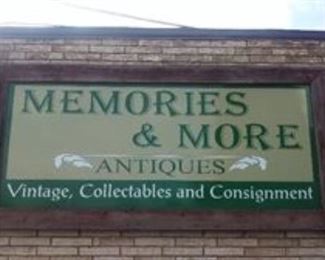 MEMORIES
& MORE
ANTIQUES
Vintage, Collectables and Consignment